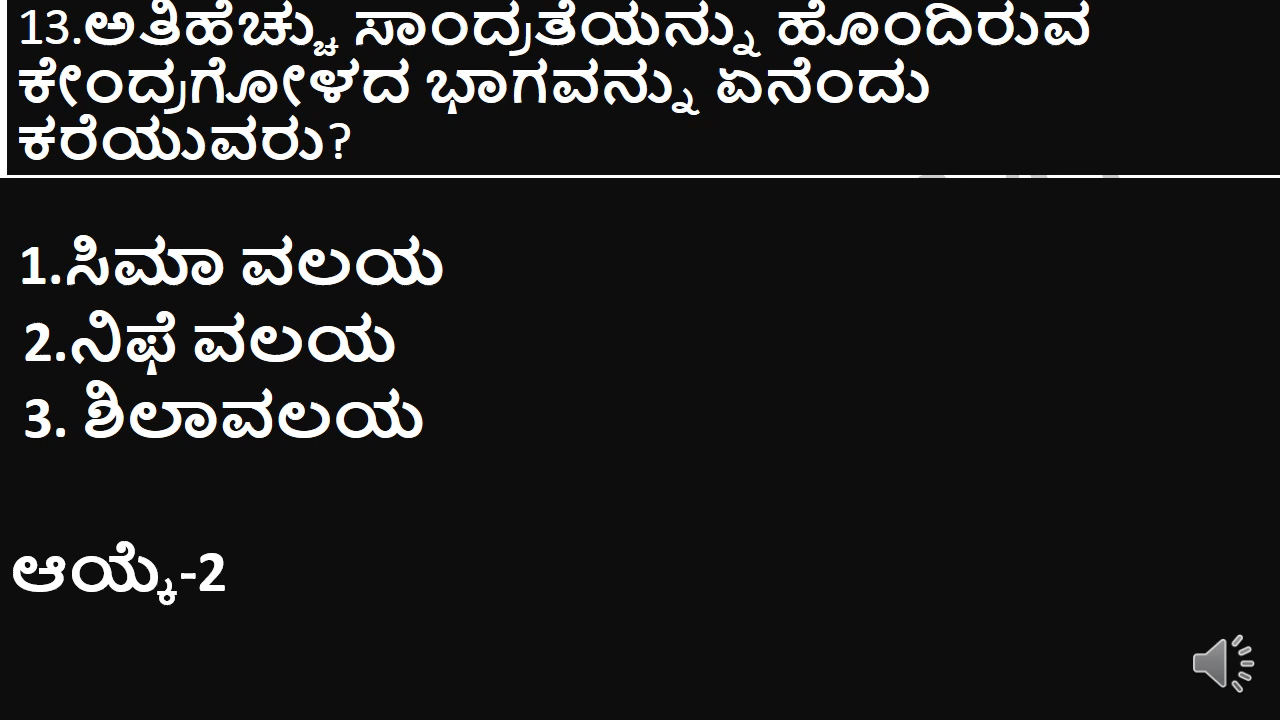 13.ಅತಿಹೆಚ್ಚು ಸಾಂದ್ರತೆಯನ್ನು ಹೊಂದಿರುವ
ಕೇಂದ್ರಗೋಳದ ಭಾಗವನ್ನು ಏನೆಂದು
ಕರೆಯುವರು?
1.ಸಿಮಾ ವಲಯ
2.ನಿಫೆ ವಲಯ
3. ಶಿಲಾವಲಯ
ಆಯ್ಕೆ-2